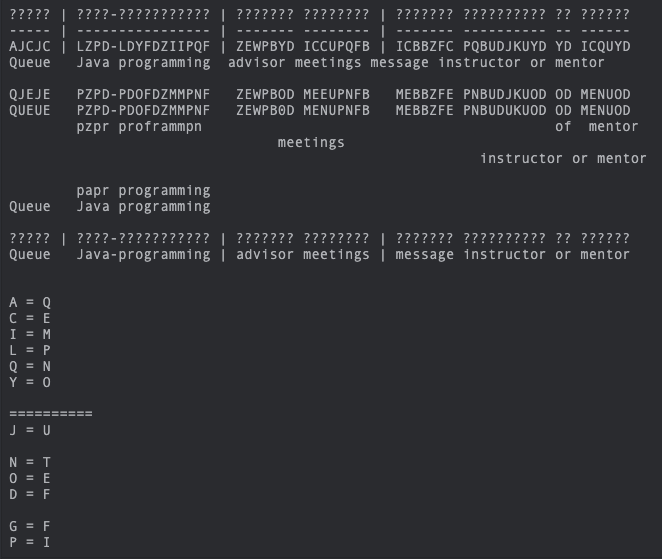 ????? | ????-??????????? | ??????? ???????? | ??????? ?????????? ?? ??????
----- | ---------------- | ------- -------- | ------- ---------- -- ------
AJCJC | LZPD-LDYFDZIIPQF | ZEWPBYD ICCUPQFB | ICBBZFC PQBUDJKUYD YD ICQUYD
Queue   Java programming  advisor meetings message instructor or mentor
QJEJE   PZPD-PDOFDZMMPNF   ZEWPBOD MEEUPNFB   MEBBZFE PNBUDJKUOD OD MENUOD
QUEUE   PZPD-PDOFDZMMPNF   ZEWPB0D MENUPNFB   MEBBZFE PNBUDUKUOD OD MENUOD
pzpr proframmpn                                          of  mentor
meetings
instructor or mentor
papr programming
Queue   Java programming
????? | ????-??????????? | ??????? ???????? | ??????? ?????????? ?? ??????
Queue   Java-programming | advisor meetings | message instructor or mentor
A = Q
C = E
I = M
L = P
Q = N
Y = O
==========
J = U
N = T
O = E
D = F
G = F
P = I